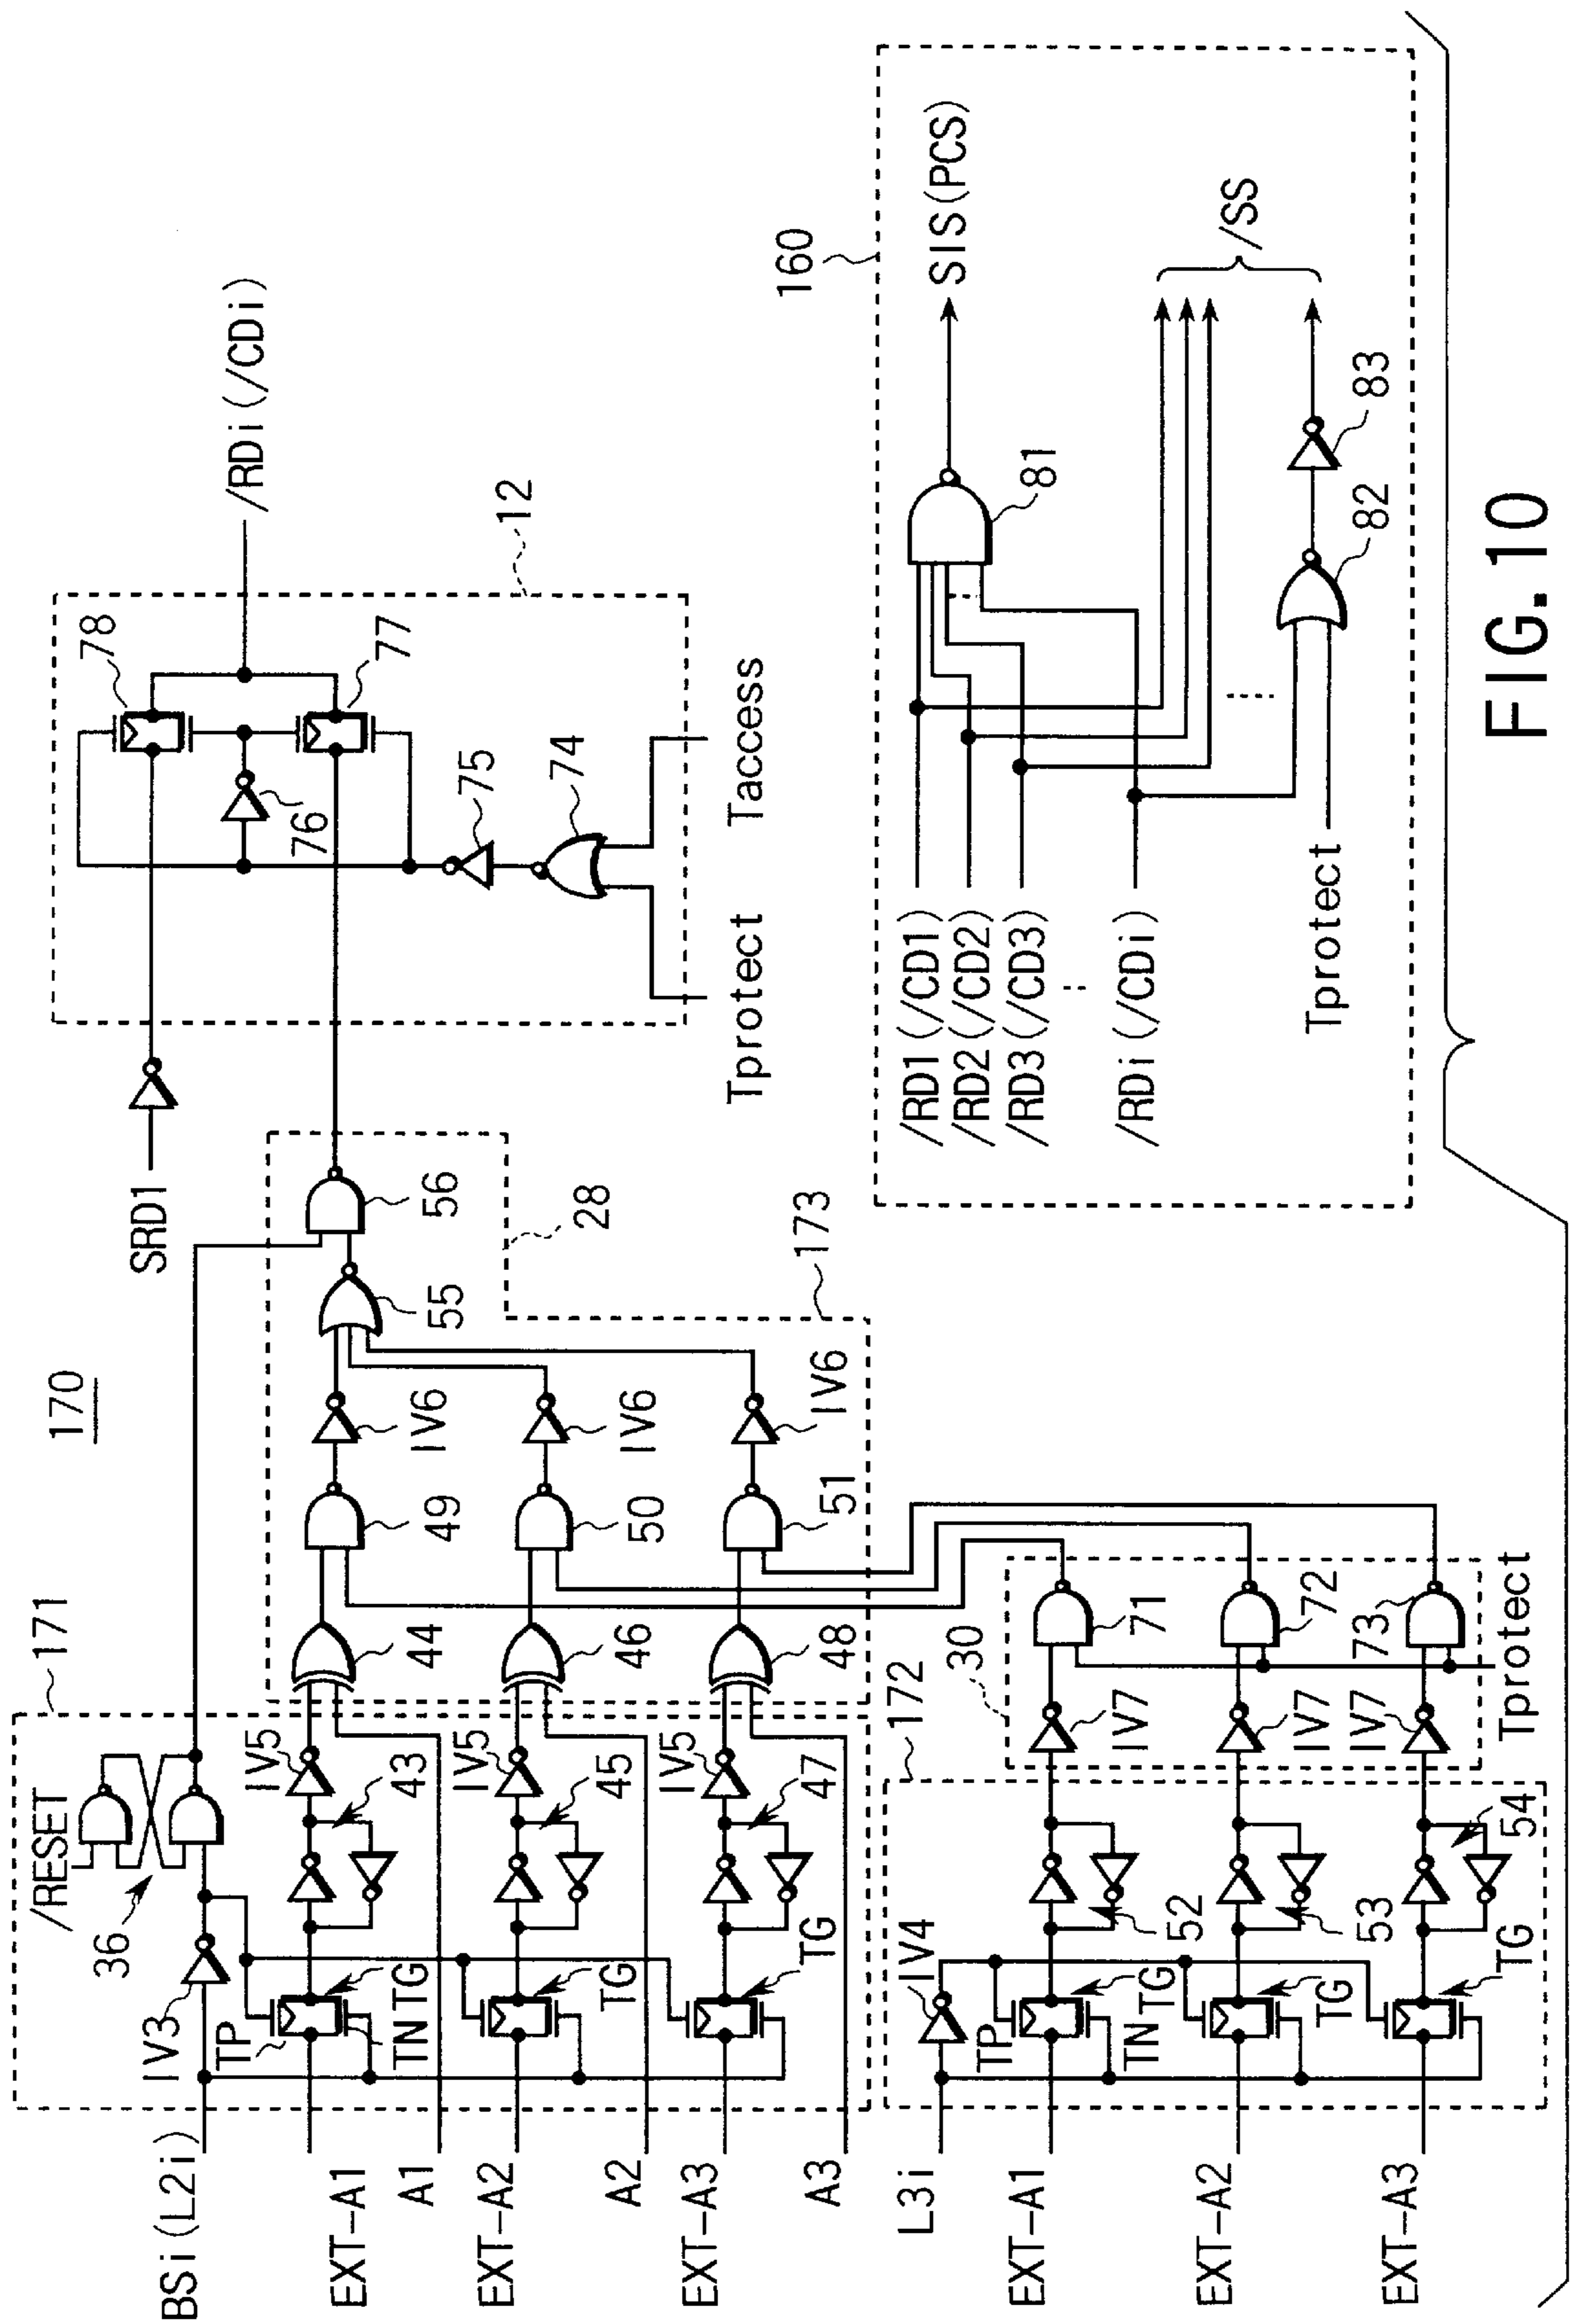 170
171
/RESET
36
IV3
BSi(L2i)
TP
TN
TG
EXT-A1
A1
IV5
43
44
49
IV6
EXT-A2
A2
TG
IV5
45
46
50
IV6
EXT-A3
A3
TG
IV5
47
48
51
IV6
55
56
28
173
SRD1
12
78
77
76
75
74
Tprotect
Taccess
/RDi(/CDi)
172
L3i
IV4
TP
TN
TG
EXT-A1
52
IV7
71
30
EXT-A2
TG
53
IV7
72
EXT-A3
TG
54
IV7
73
Tprotect
160
/RD1(/CD1)
/RD2(/CD2)
/RD3(/CD3)
/RDi(/CDi)
Tprotect
81
82
83
SIS(PCS)
/SS
FIG.10